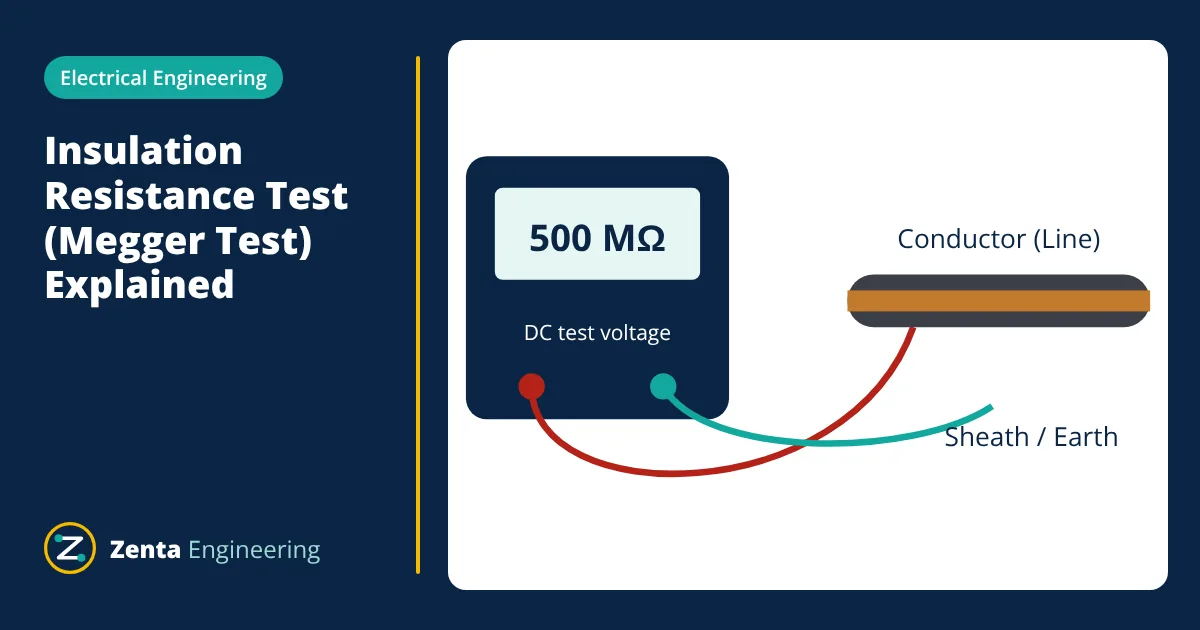 Electrical Engineering
Insulation
Resistance Test
(Megger Test)
Explained
500 MΩ
DC test voltage
Conductor (Line)
Sheath / Earth
Z
Zenta Engineering